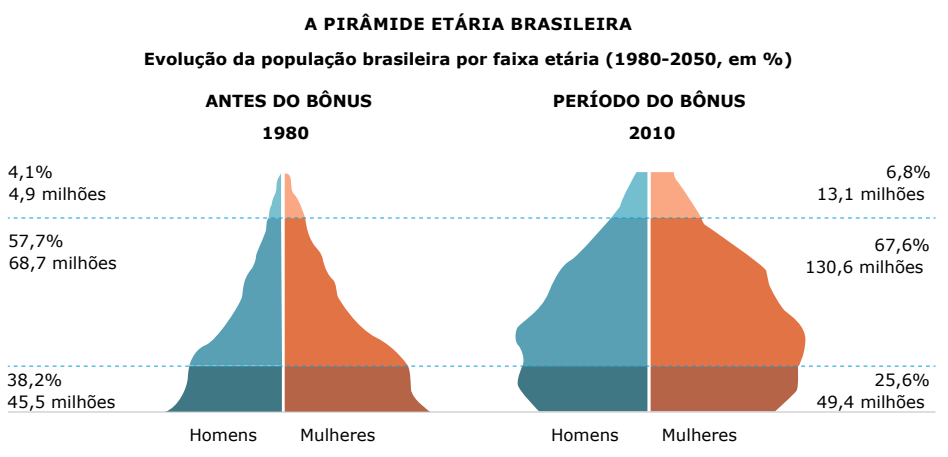 A PIRÂMIDE ETÁRIA BRASILEIRA
Evolução da população brasileira por faixa etária (1980-2050, em %)
ANTES DO BÔNUS
1980
PERÍODO DO BÔNUS
2010
4,1%
4,9 milhões
57,7%
68,7 milhões
38,2%
45,5 milhões
6,8%
13,1 milhões
67,6%
130,6 milhões
25,6%
49,4 milhões
Homens
Mulheres
Homens
Mulheres